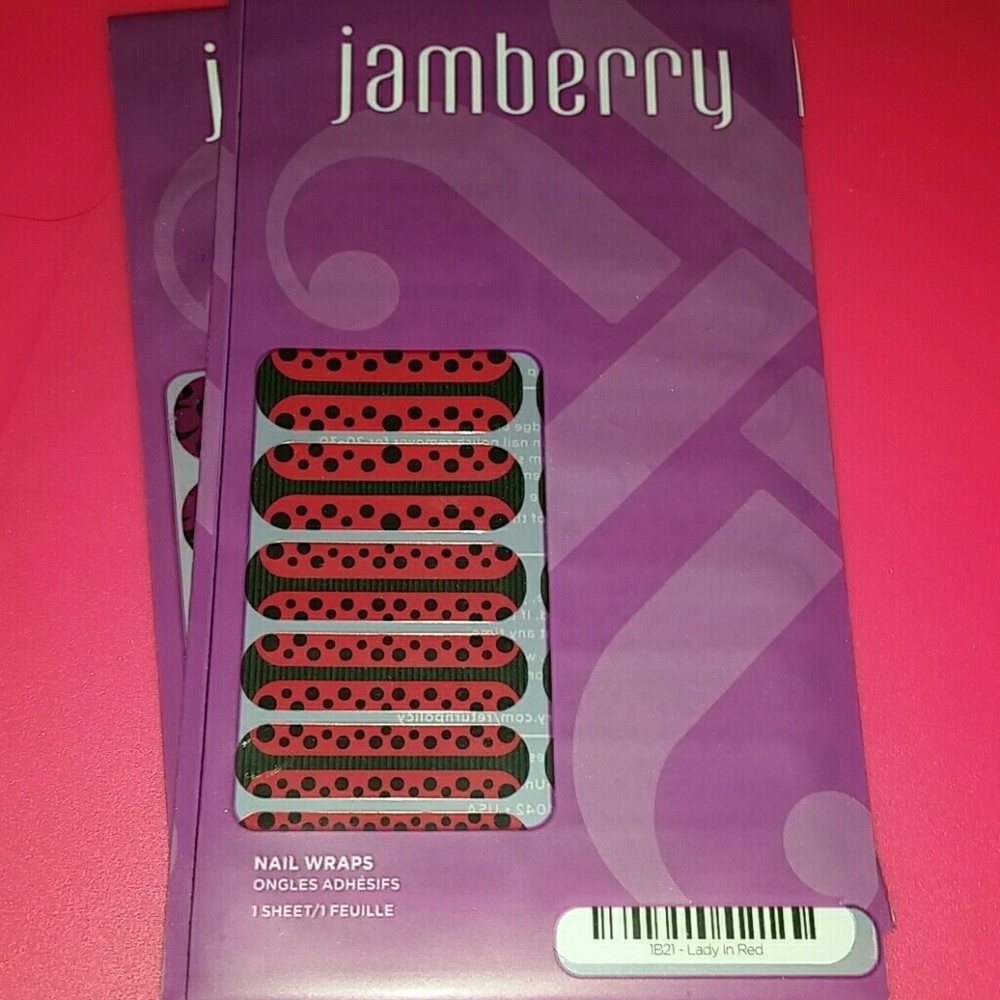 j
jamberry
NAIL WRAPS
ONGLES ADHÉSIFS
1 SHEET/1 FEUILLE
1B21 - Lady In Red